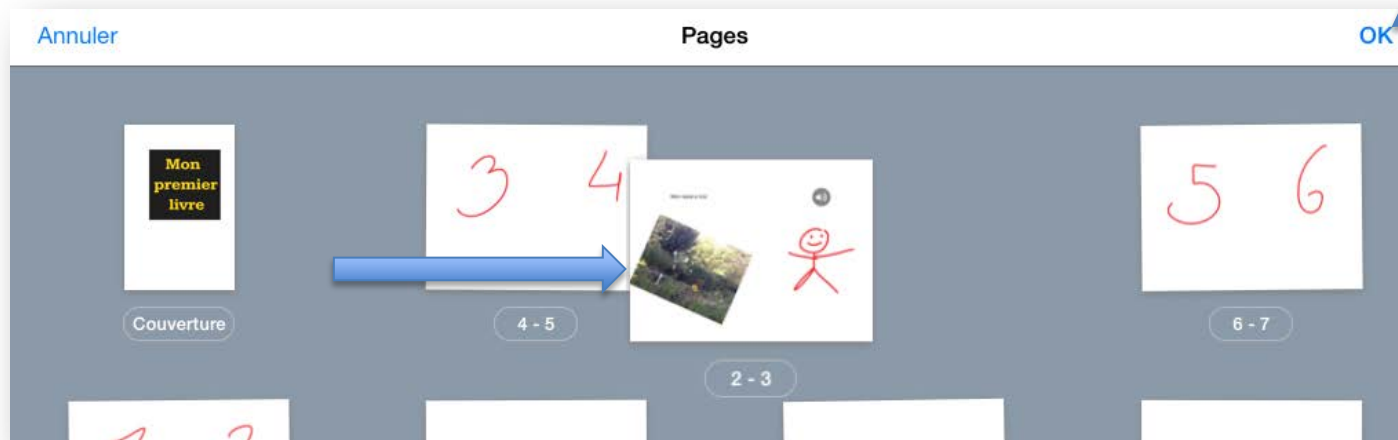 Annuler
Pages
OK
Mon
premier
livre
3 4
5 6
Couverture
4 - 5
2 - 3
6 - 7